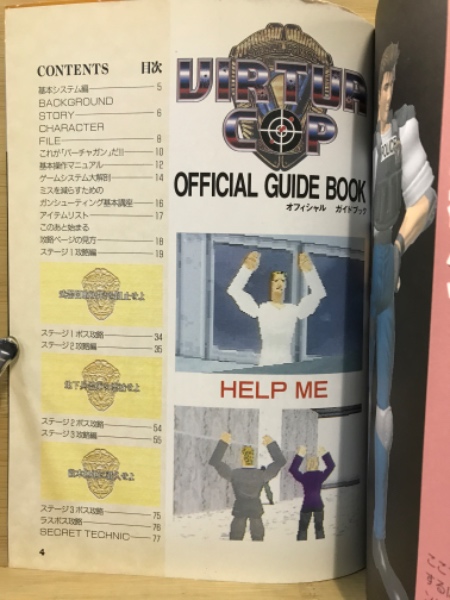 CONTENTS 目次
基本システム編 5
BACKGROUND
STORY 6
CHARACTER
FILE 8
これが「バーチャガン」だ!! 10
基本操作マニュアル 12
ゲームシステム大解剖 14
ミスを減らすための
ガンシューティング基本講座 16
アイテムリスト 17
このあと始まる
攻略ページの見方 18
ステージ1攻略編 19
ステージ1ボス攻略 34
ステージ2攻略編 35
ステージ2ボス攻略 54
ステージ3攻略編 55
ステージ3ボス攻略 75
ラスボス攻略 76
SECRET TECHNIC 77
4
VIRTUA
COP
OFFICIAL GUIDE BOOK
オフィシャル ガイドブック
HELP ME
POLICE
ここ
する